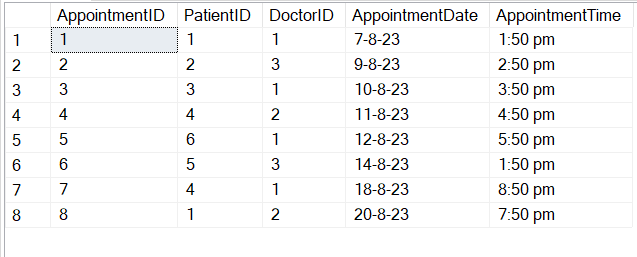 AppointmentID PatientID DoctorID AppointmentDate AppointmentTime
1 1 1 1 7-8-23 1:50 pm
2 2 2 3 9-8-23 2:50 pm
3 3 3 1 10-8-23 3:50 pm
4 4 4 2 11-8-23 4:50 pm
5 5 6 1 12-8-23 5:50 pm
6 6 5 3 14-8-23 1:50 pm
7 7 4 1 18-8-23 8:50 pm
8 8 1 2 20-8-23 7:50 pm